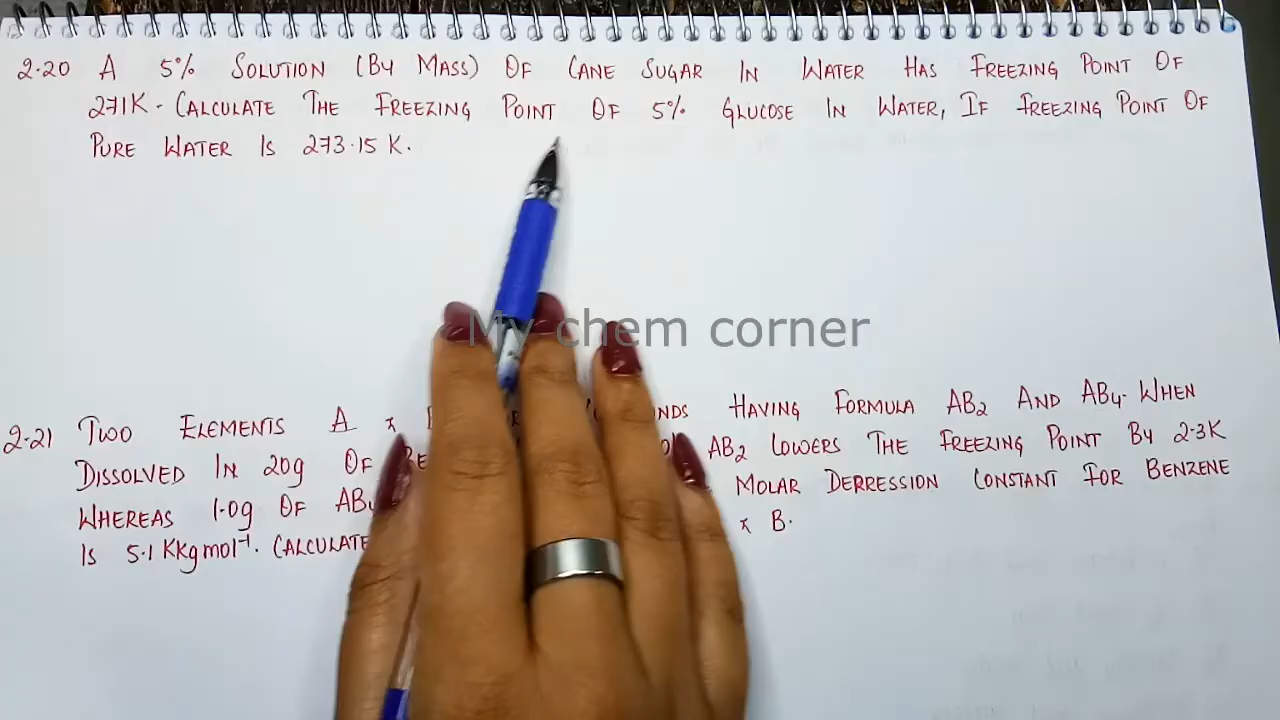 2.20 A 5% SOLUTION (BY MASS) OF CANE SUGAR IN WATER HAS FREEZING POINT OF
271K. CALCULATE THE FREEZING POINT OF 5% GLUCOSE IN WATER, IF FREEZING POINT OF
PURE WATER IS 273.15 K.
My chem corner
2.21 TWO ELEMENTS A & HAVING FORMULA AB2 AND AB4. WHEN
DISSOLVED IN 20g OF AB2 LOWERS THE FREEZING POINT BY 2.3K
WHEREAS 1.0g OF MOLAR DERRESSION CONSTANT FOR BENZENE
IS 5.1 KKgmol-1. CALCULATE & B.